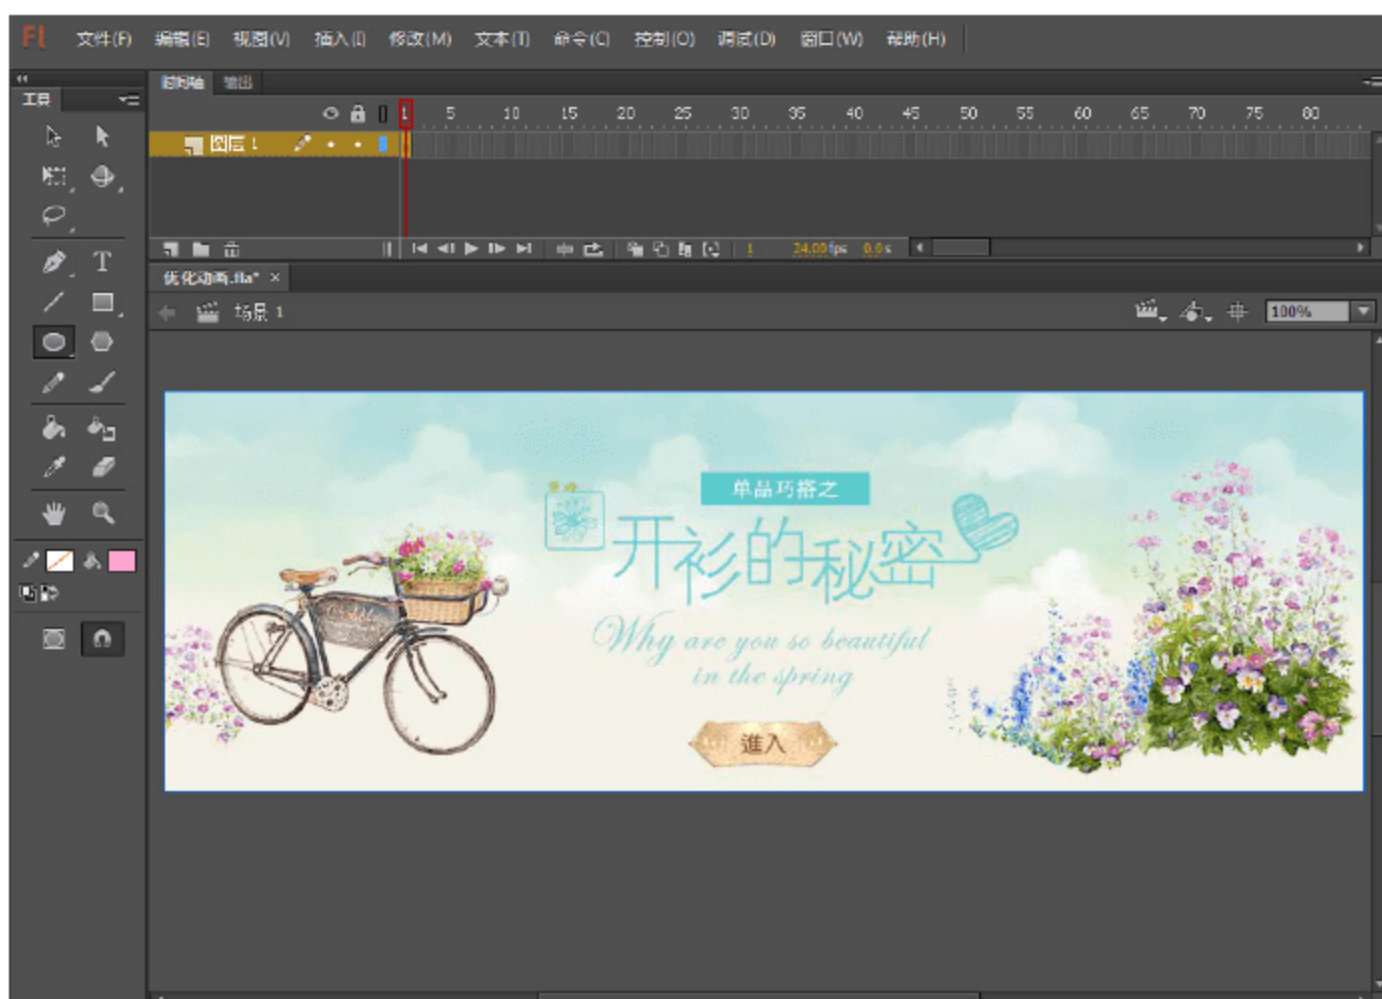 Fl 文件(F) 编辑(E) 视图(V) 插入(I) 修改(M) 文本(T) 命令(C) 控制(O) 调试(D) 窗口(W) 帮助(H)
工具
时间轴 输出
1 5 10 15 20 25 30 35 40 45 50 55 60 65 70 75 80
图层 1
1 24.00fps 0.0s
优化动画.fla* ×
场景 1
100%
单品巧搭之
开衫的秘密
Why are you so beautiful
in the spring
進入
T